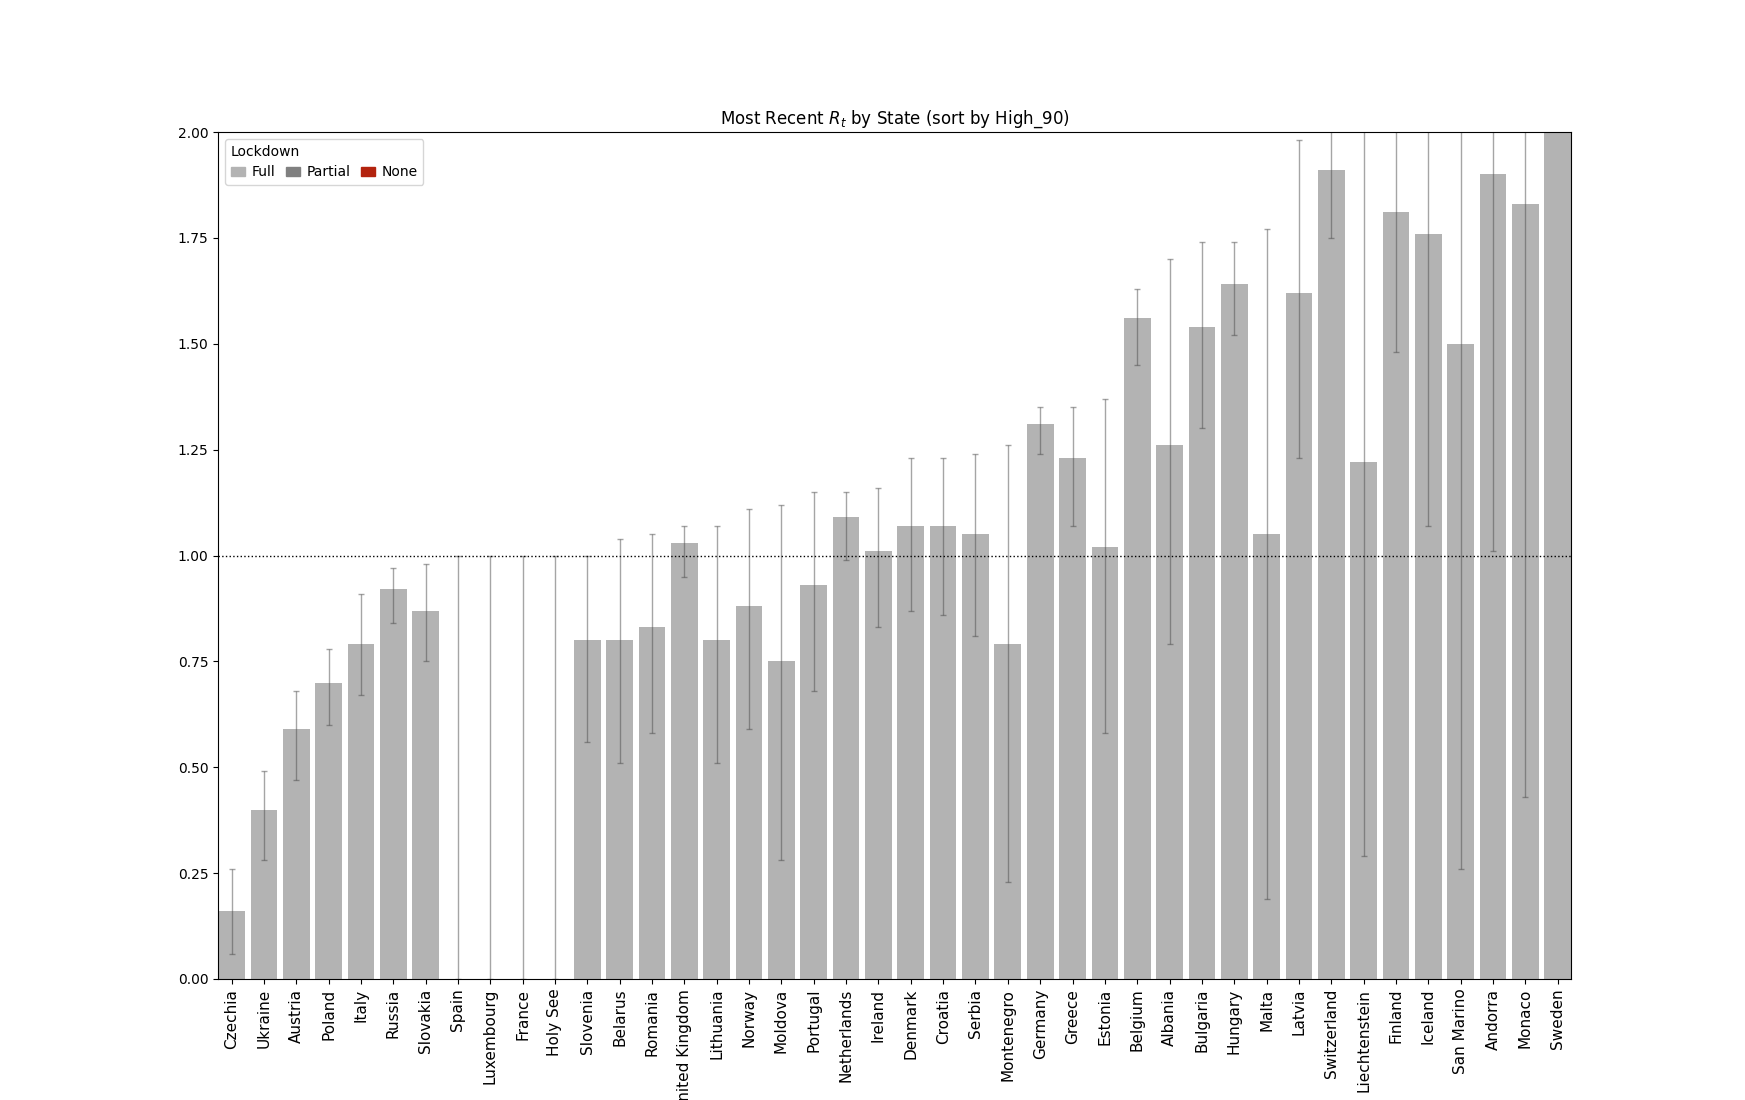 Most Recent R_t by State (sort by High_90)
Lockdown
Full Partial None
2.00
1.75
1.50
1.25
1.00
0.75
0.50
0.25
0.00
Czechia
Ukraine
Austria
Poland
Italy
Russia
Slovakia
Spain
Luxembourg
France
Holy See
Slovenia
Belarus
Romania
nited Kingdom
Lithuania
Norway
Moldova
Portugal
Netherlands
Ireland
Denmark
Croatia
Serbia
Montenegro
Germany
Greece
Estonia
Belgium
Albania
Bulgaria
Hungary
Malta
Latvia
Switzerland
Liechtenstein
Finland
Iceland
San Marino
Andorra
Monaco
Sweden